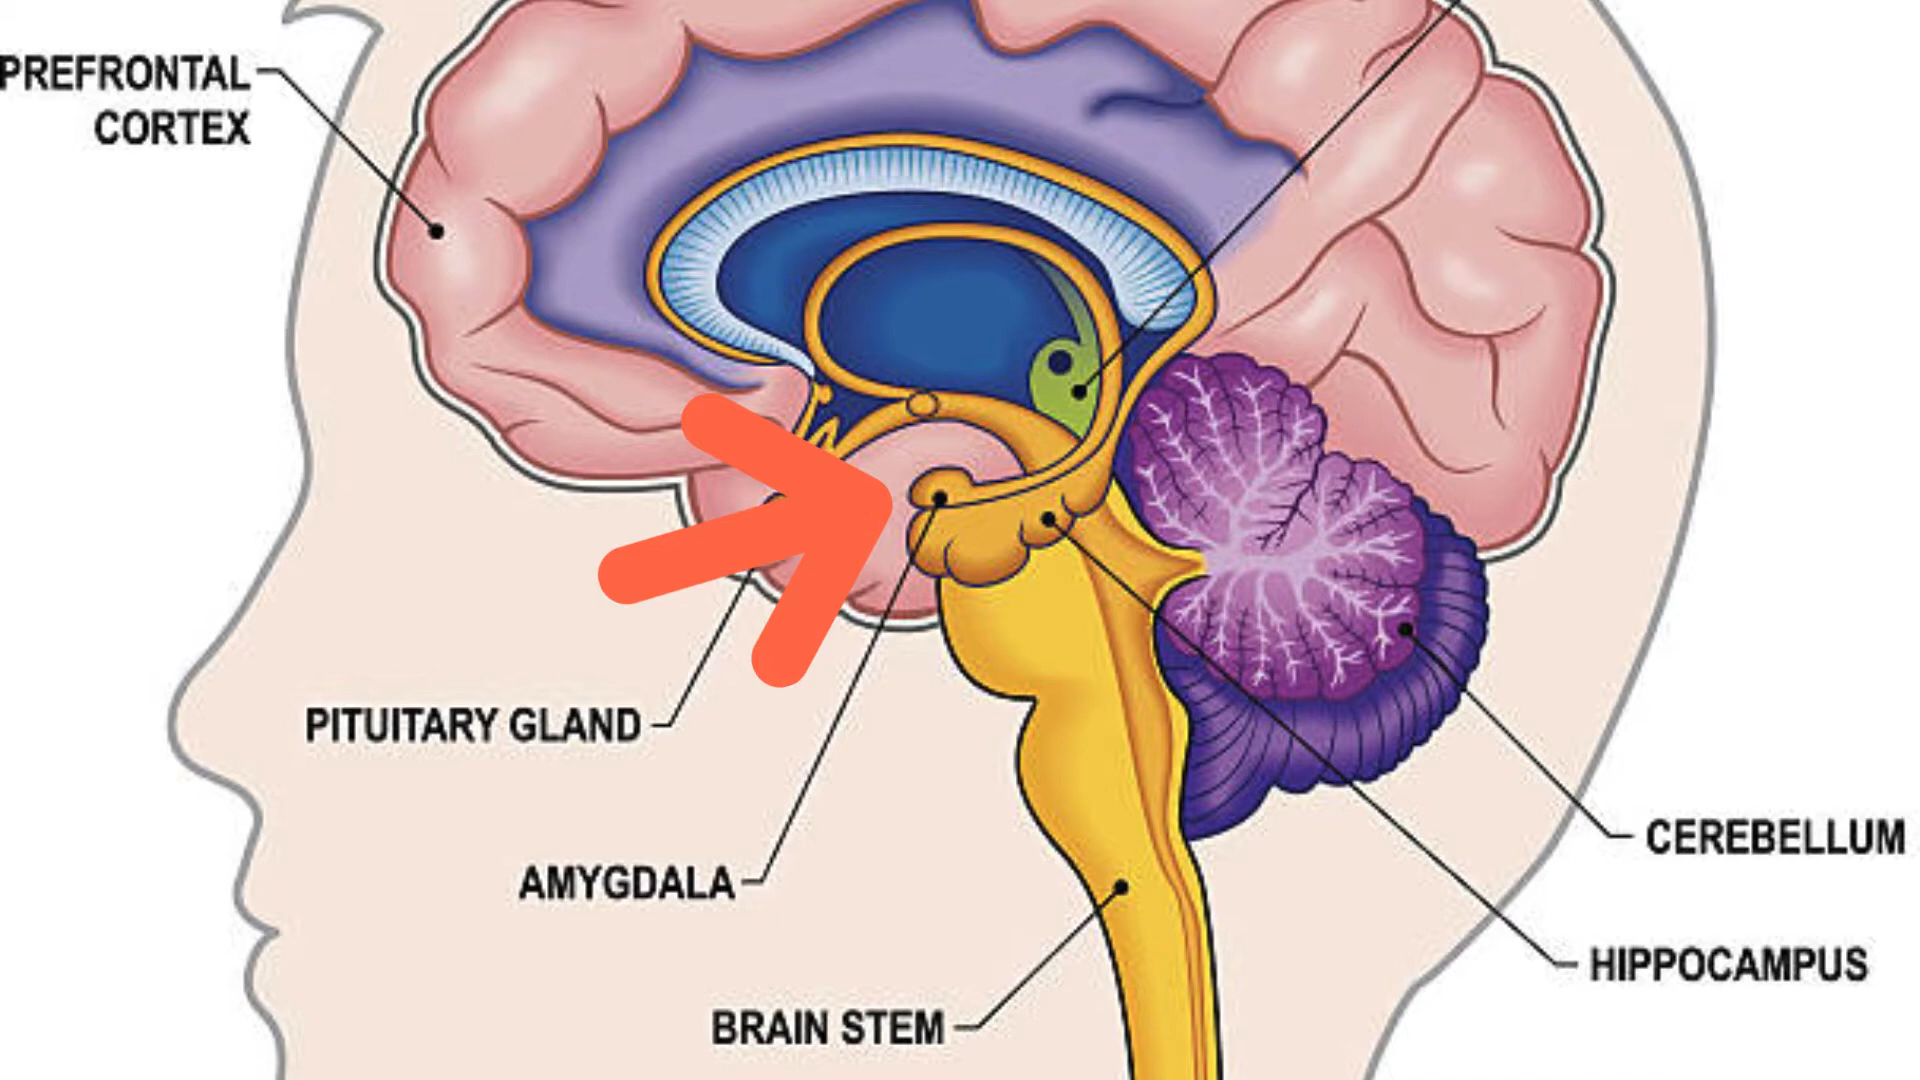 PREFRONTAL
CORTEX
PITUITARY GLAND
AMYGDALA
BRAIN STEM
CEREBELLUM
HIPPOCAMPUS